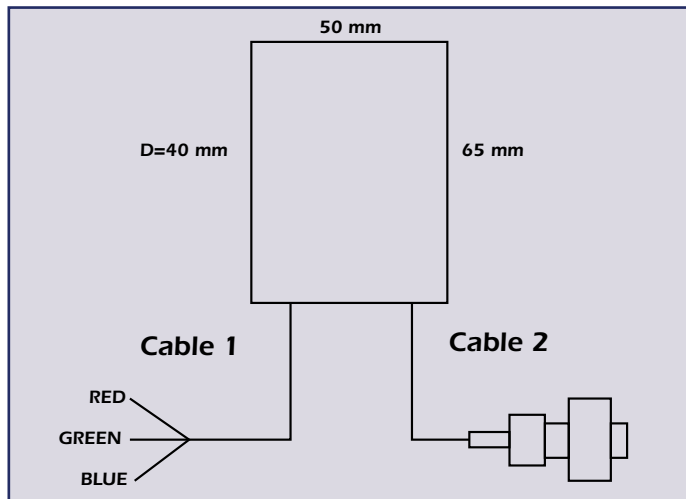 50 mm
D=40 mm
65 mm
Cable 1
Cable 2
RED
GREEN
BLUE